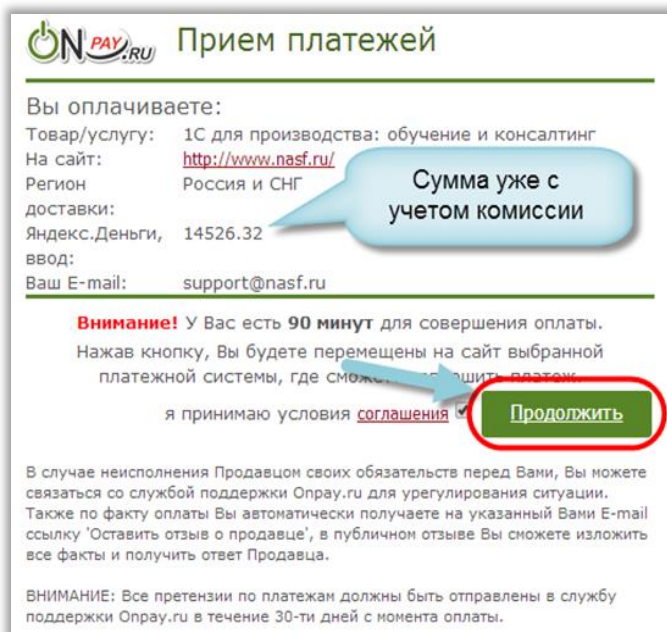 ON PAY.RU Прием платежей
Вы оплачиваете:
Товар/услугу: 1С для производства: обучение и консалтинг
На сайт: http://www.nasf.ru/
Регион доставки: Россия и СНГ
Сумма уже с
учетом комиссии
Яндекс.Деньги, ввод: 14526.32
Ваш E-mail: support@nasf.ru
Внимание! У Вас есть 90 минут для совершения оплаты.
Нажав кнопку, Вы будете перемещены на сайт выбранной
платежной системы, где платеж.
я принимаю условия соглашения Продолжить
В случае неисполнения Продавцом своих обязательств перед Вами, Вы можете
связаться со службой поддержки Onpay.ru для урегулирования ситуации.
Также по факту оплаты Вы автоматически получаете на указанный Вами E-mail
ссылку 'Оставить отзыв о продавце', в публичном отзыве Вы сможете изложить
все факты и получить ответ Продавца.
ВНИМАНИЕ: Все претензии по платежам должны быть отправлены в службу
поддержки Onpay.ru в течение 30-ти дней с момента оплаты.